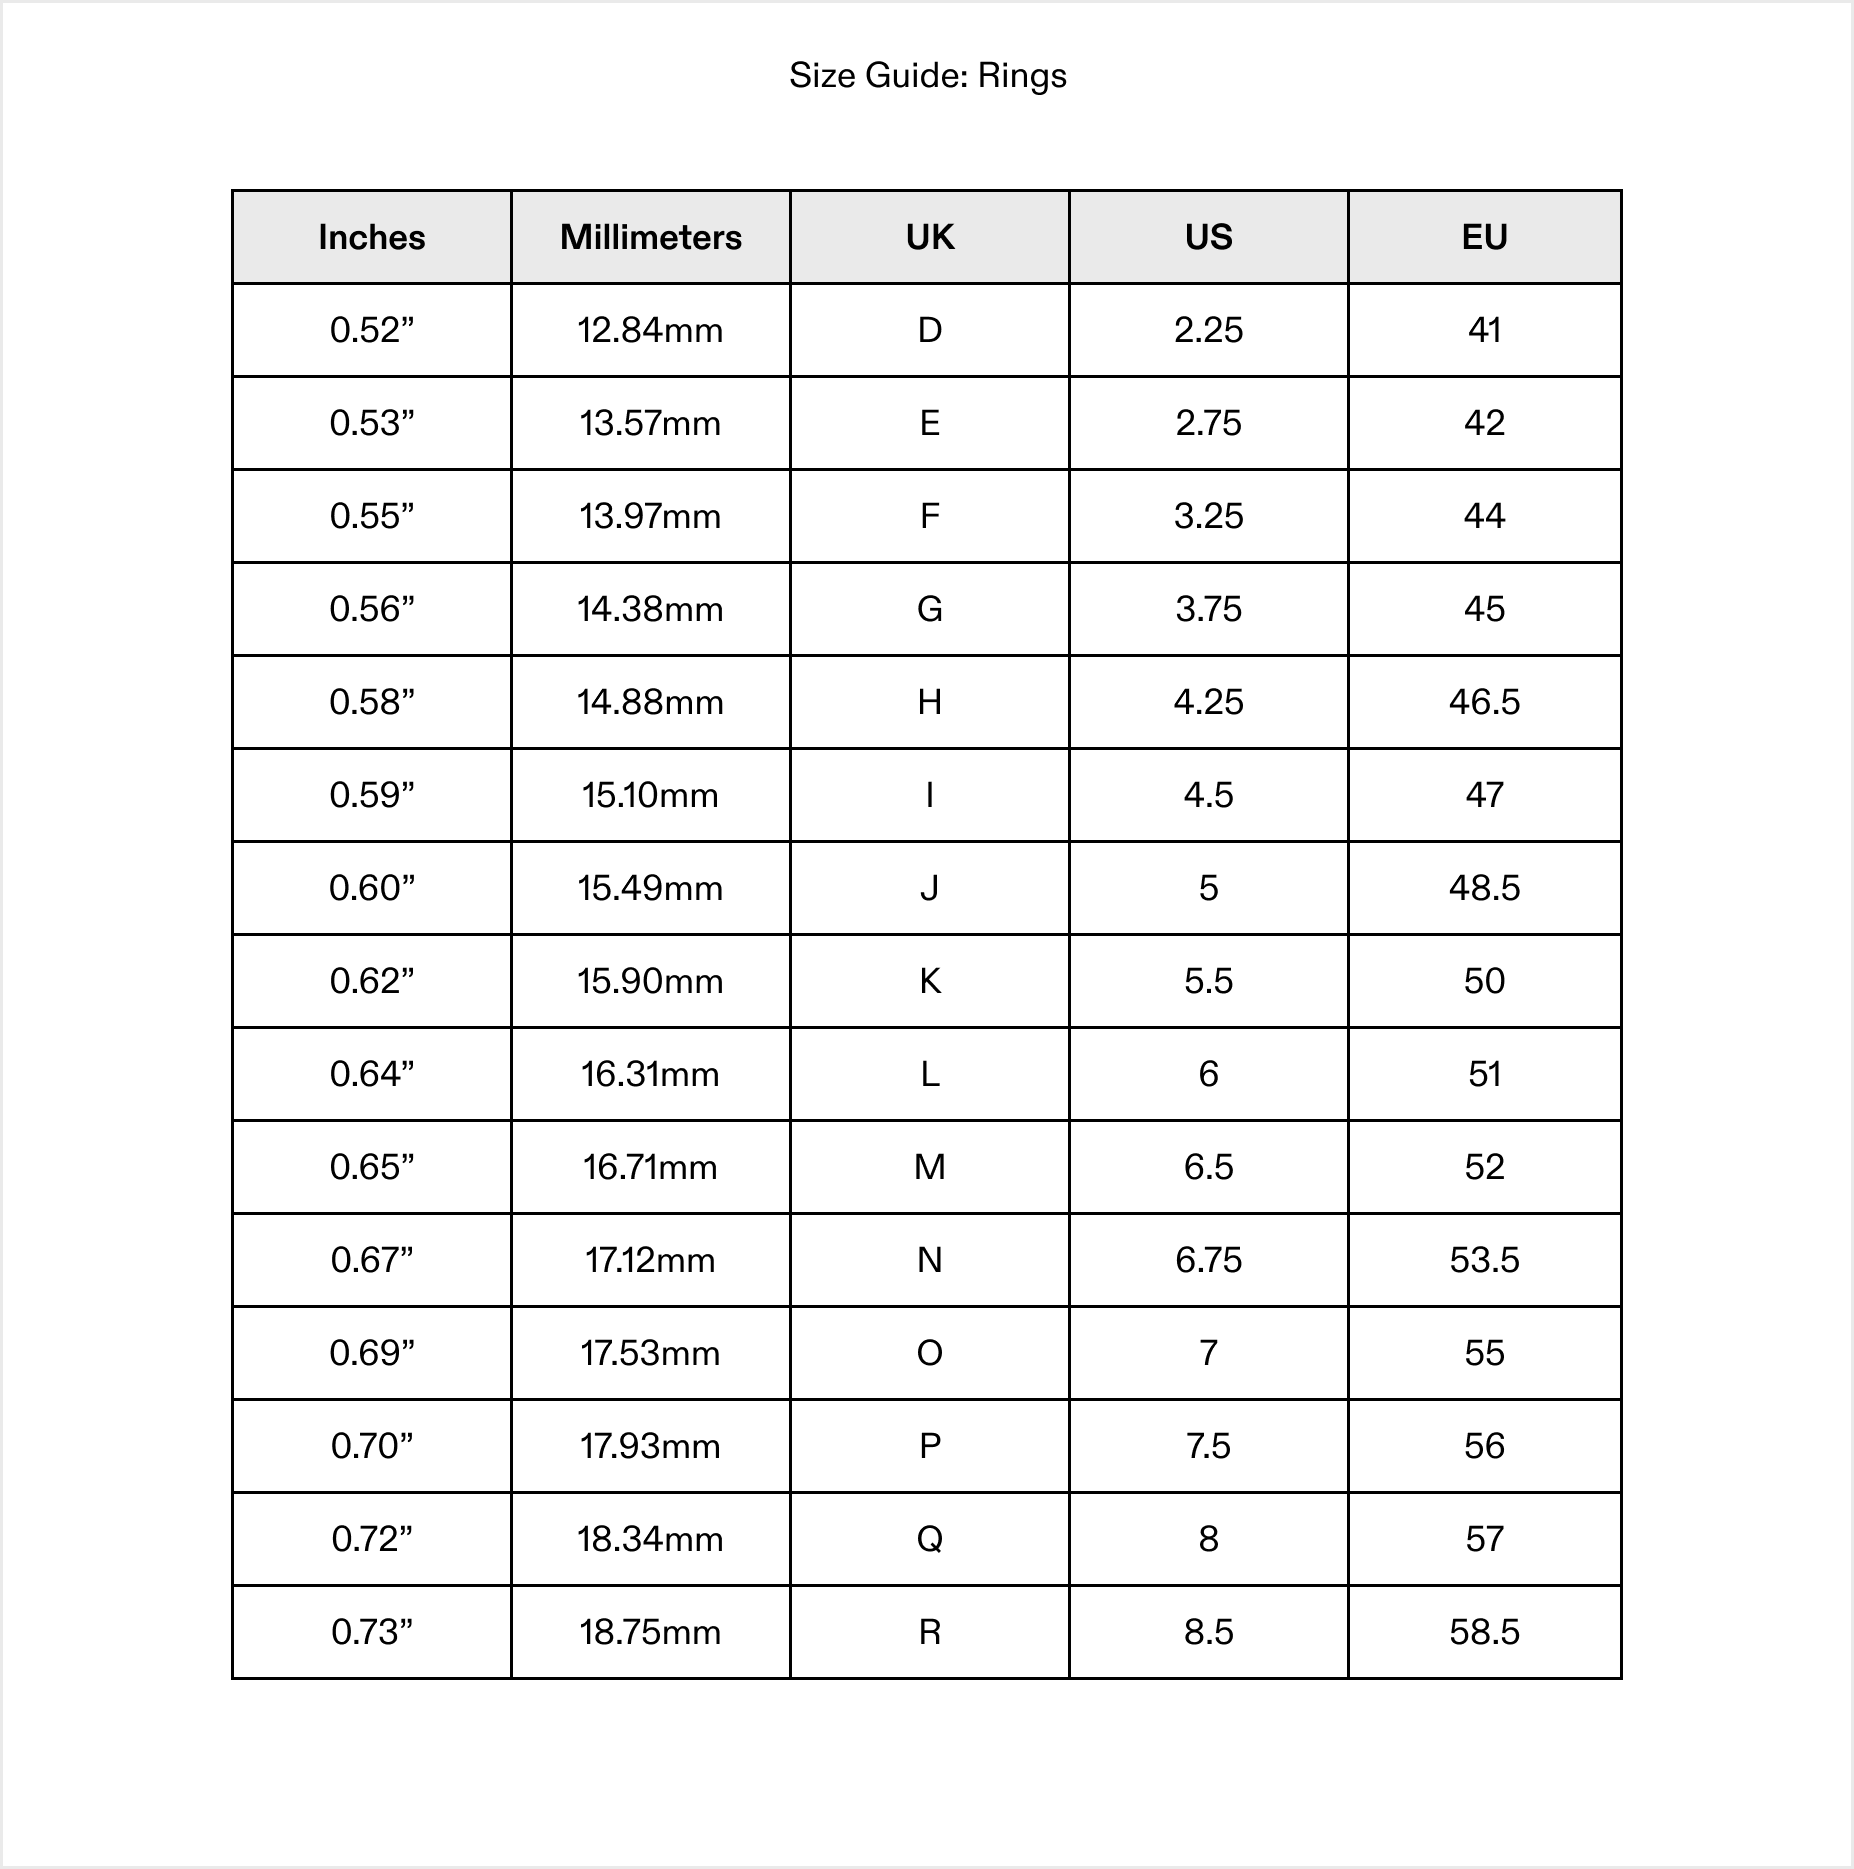 Size Guide: Rings
Inches Millimeters UK US EU
0.52” 12.84mm D 2.25 41
0.53” 13.57mm E 2.75 42
0.55” 13.97mm F 3.25 44
0.56” 14.38mm G 3.75 45
0.58” 14.88mm H 4.25 46.5
0.59” 15.10mm I 4.5 47
0.60” 15.49mm J 5 48.5
0.62” 15.90mm K 5.5 50
0.64” 16.31mm L 6 51
0.65” 16.71mm M 6.5 52
0.67” 17.12mm N 6.75 53.5
0.69” 17.53mm O 7 55
0.70” 17.93mm P 7.5 56
0.72” 18.34mm Q 8 57
0.73” 18.75mm R 8.5 58.5